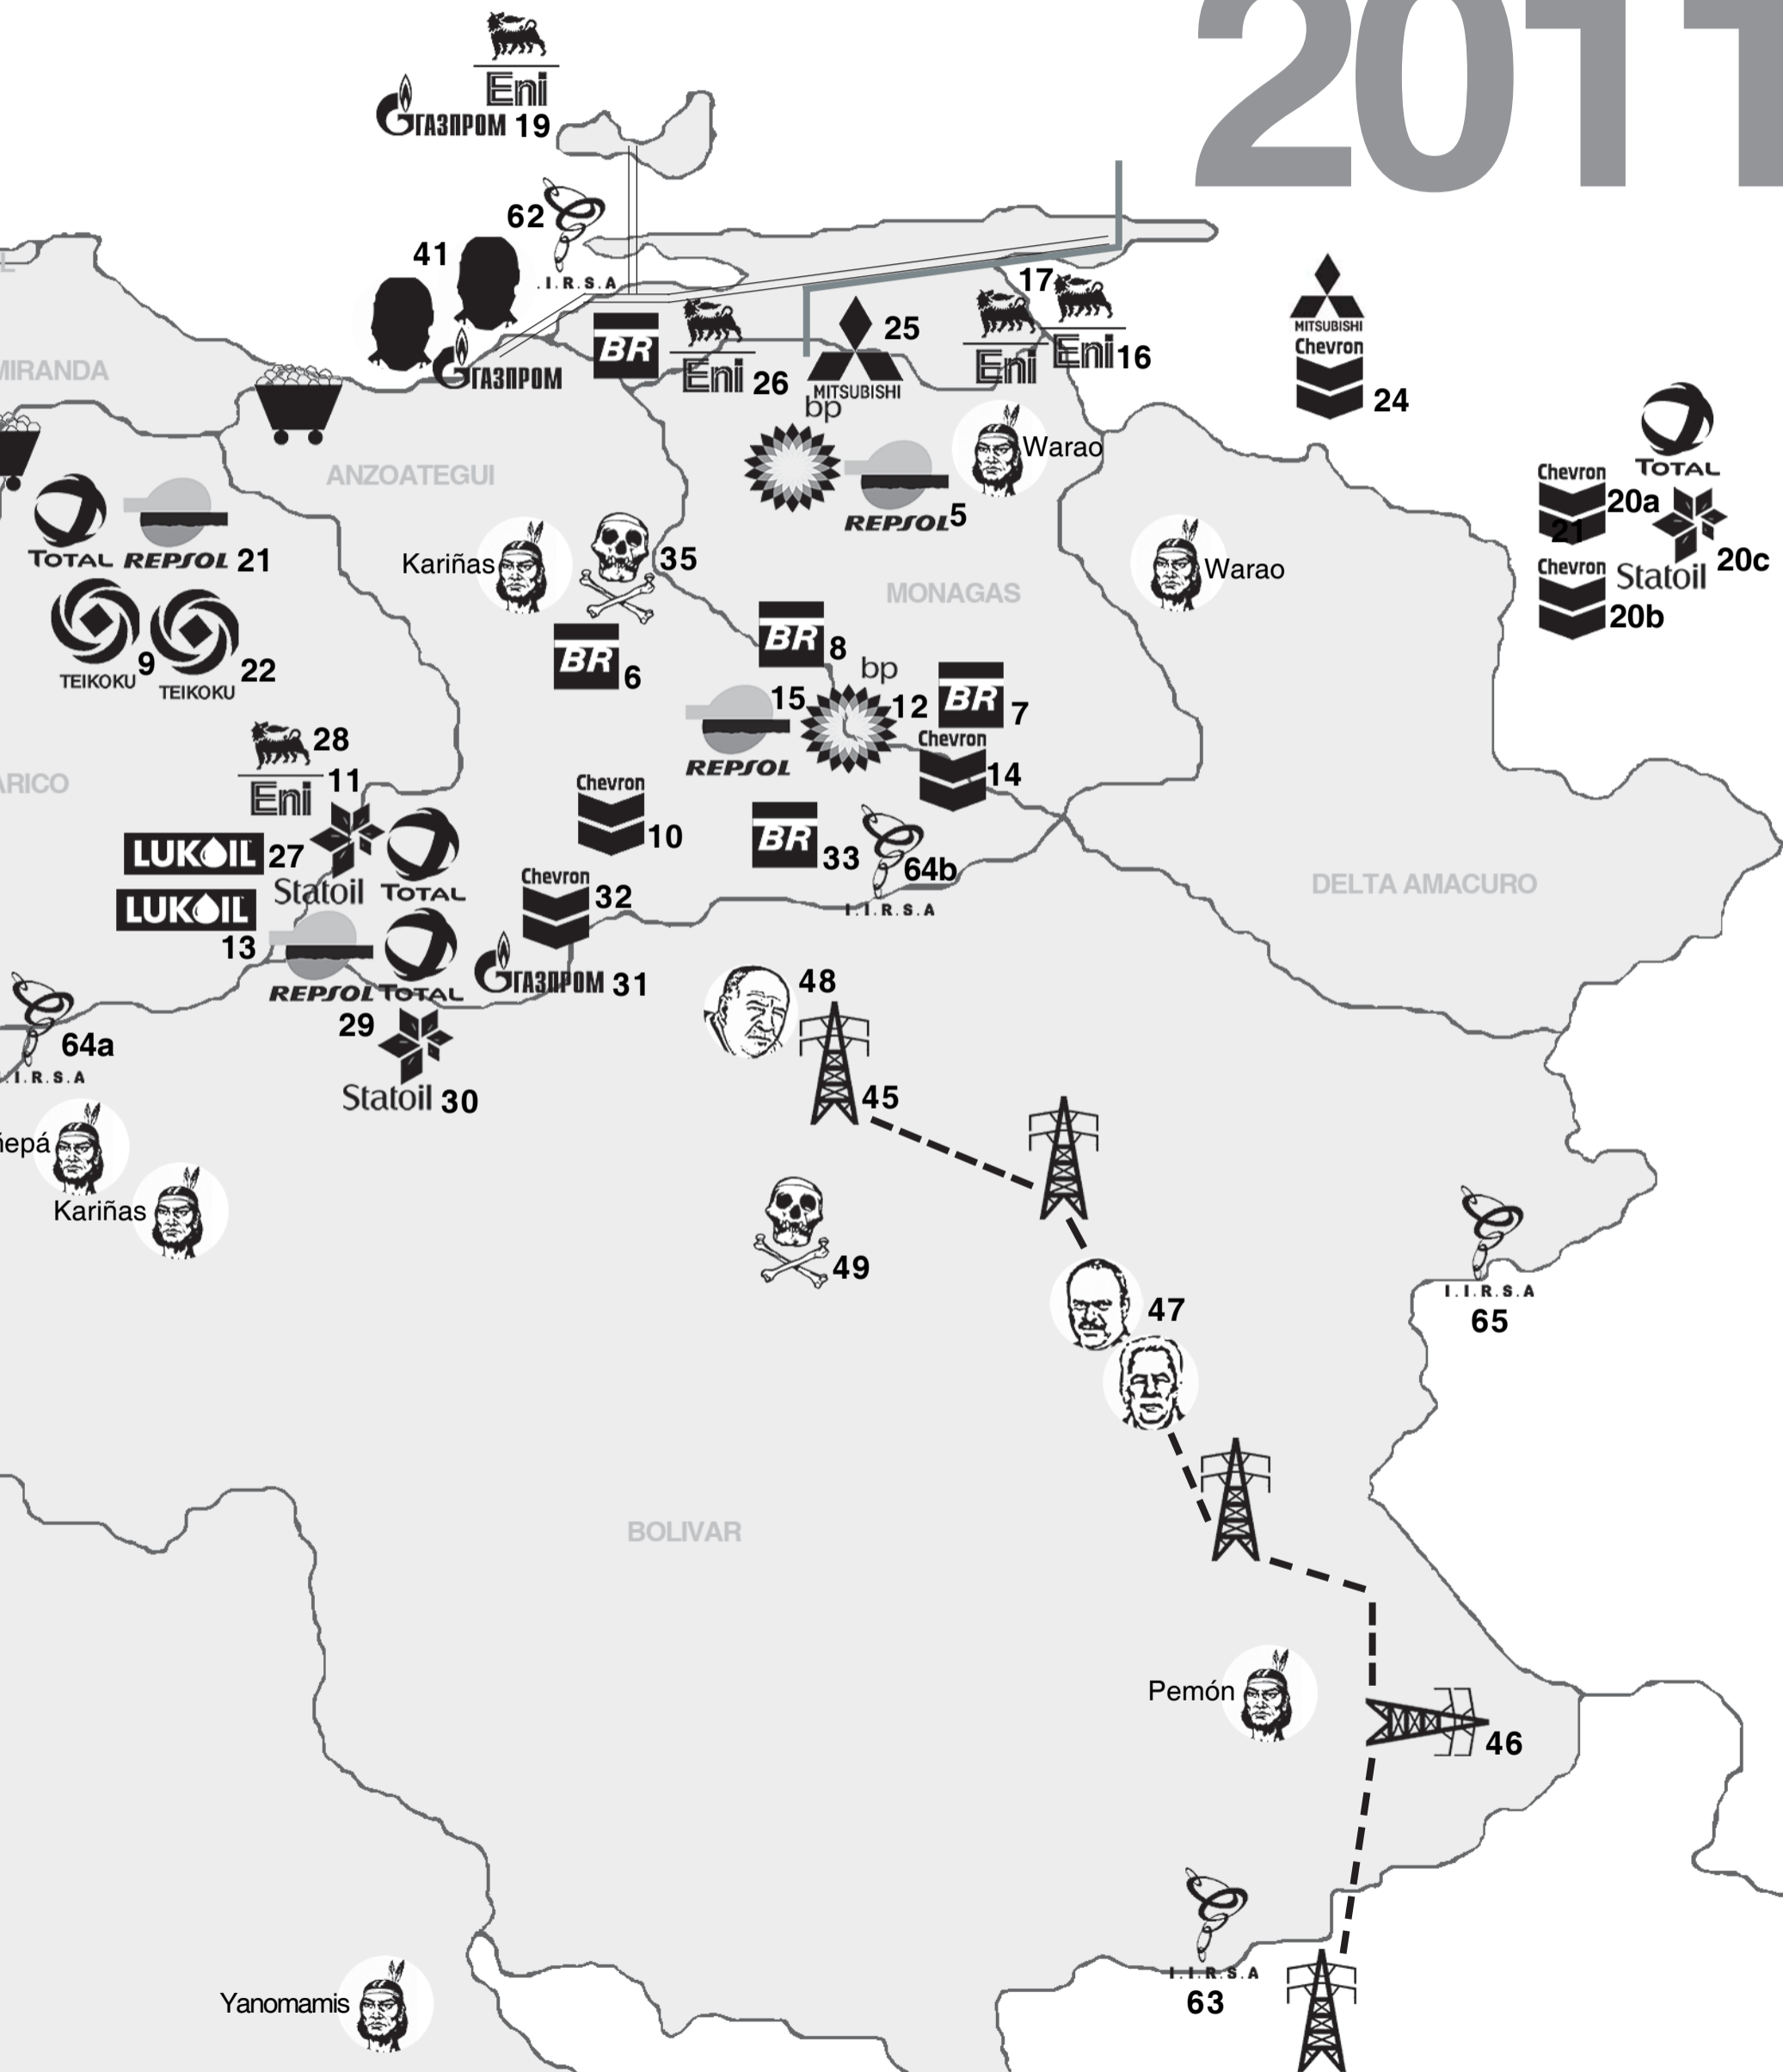 2011
Eni
ГАЗПРОМ 19
62
I.I.R.S.A
41
ГАЗПРОМ
BR
Eni 26
25
MITSUBISHI
17
Eni
Eni 16
MITSUBISHI
Chevron
24
TOTAL
Chevron
20a
21
Statoil 20c
Chevron
20b
MIRANDA
ANZOATEGUI
bp
REPSOL 5
Warao
Warao
MONAGAS
TOTAL
REPSOL 21
TEIKOKU 9
TEIKOKU 22
Kariñas
35
BR 6
BR 8
bp
12
REPSOL 15
BR 7
Chevron
14
ARICO
Eni 28
11
Statoil
TOTAL
LUKOIL 27
LUKOIL
13
REPSOL
TOTAL
29
Statoil 30
Chevron
10
BR 33
64b
I.I.R.S.A
Chevron
32
ГАЗПРОМ 31
DELTA AMACURO
64a
I.I.R.S.A
ñepá
Kariñas
48
45
49
47
I.I.R.S.A
65
BOLIVAR
Pemón
46
I.I.R.S.A
63
Yanomamis